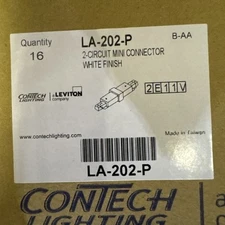 Quantity
16
LA-202-P
B-AA
2-CIRCUIT MINI CONNECTOR
WHITE FINISH
CONTECH
LIGHTING
a LEVITON
company
2E11V
www.contechlighting.com
Made in Taiwan
LA-202-P
CONTECH
LIGHTING